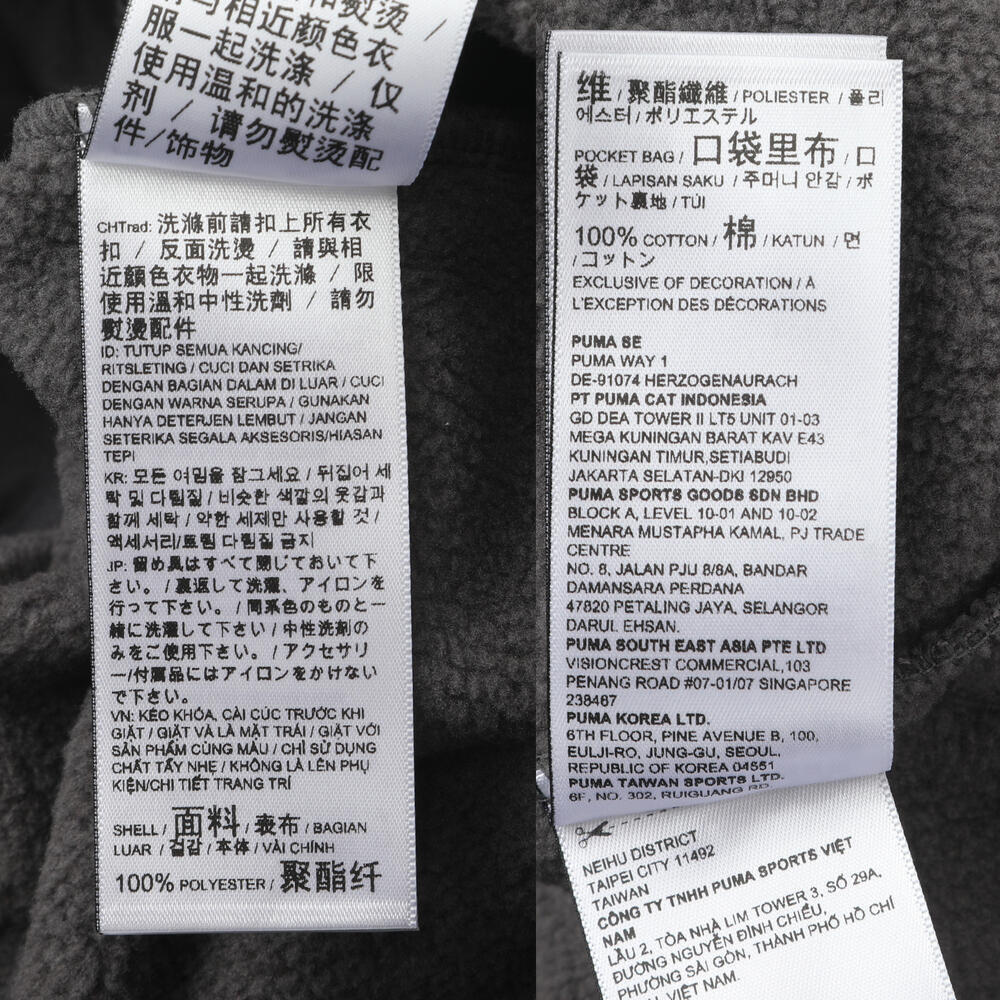 和熨烫 /
与相近颜色衣
服一起洗涤 / 仅
使用温和的洗涤
剂 / 请勿熨烫配
件/饰物
CHTrad: 洗滌前請扣上所有衣
扣 / 反面洗燙 / 請與相
近顏色衣物一起洗滌 / 限
使用溫和中性洗劑 / 請勿
熨燙配件
ID: TUTUP SEMUA KANCING/
RITSLETING / CUCI DAN SETRIKA
DENGAN BAGIAN DALAM DI LUAR / CUCI
DENGAN WARNA SERUPA / GUNAKAN
HANYA DETERJEN LEMBUT / JANGAN
SETERIKA SEGALA AKSESORIS/HIASAN
TEPI
KR: 모든 여밈을 잠그세요 / 뒤집어 세
탁 및 다림질 / 비슷한 색깔의 옷감과
함께 세탁 / 약한 세제만 사용할 것 /
액세서리/트림 다림질 금지
JP: 留め具はすべて閉じておいて下
さい。 / 裏返して洗濯、アイロンを
行って下さい。 / 同系色のものと一
緒に洗濯して下さい / 中性洗剤の
みをご使用下さい。 / アクセサリ
ー/付属品にはアイロンをかけない
で下さい。
VN: KÉO KHÓA, CÀI CÚC TRƯỚC KHI
GIẶT / GIẶT VÀ LÀ MẶT TRÁI / GIẶT VỚI
SẢN PHẨM CÙNG MÀU / CHỈ SỬ DỤNG
CHẤT TẨY NHẸ / KHÔNG LÀ LÊN PHỤ
KIỆN/CHI TIẾT TRANG TRÍ
SHELL / 面料 / 表布 / BAGIAN
LUAR / 겉감 / 本体 / VẢI CHÍNH
100% POLYESTER / 聚酯纤
维 / 聚酯纖維 / POLIESTER / 폴리
에스터 / ポリエステル
POCKET BAG / 口袋里布 / 口
袋 / LAPISAN SAKU / 주머니 안감 / ポ
ケット裏地 / TÚI
100% COTTON / 棉 / KATUN / 면
/ コットン
EXCLUSIVE OF DECORATION / À
L'EXCEPTION DES DÉCORATIONS
PUMA SE
PUMA WAY 1
DE-91074 HERZOGENAURACH
PT PUMA CAT INDONESIA
GD DEA TOWER II LT5 UNIT 01-03
MEGA KUNINGAN BARAT KAV E43
KUNINGAN TIMUR,SETIABUDI
JAKARTA SELATAN-DKI 12950
PUMA SPORTS GOODS SDN BHD
BLOCK A, LEVEL 10-01 AND 10-02
MENARA MUSTAPHA KAMAL, PJ TRADE
CENTRE
NO. 8, JALAN PJU 8/8A, BANDAR
DAMANSARA PERDANA
47820 PETALING JAYA, SELANGOR
DARUL EHSAN.
PUMA SOUTH EAST ASIA PTE LTD
VISIONCREST COMMERCIAL,103
PENANG ROAD #07-01/07 SINGAPORE
238467
PUMA KOREA LTD.
6TH FLOOR, PINE AVENUE B, 100,
EULJI-RO, JUNG-GU, SEOUL,
REPUBLIC OF KOREA 04551
PUMA TAIWAN SPORTS LTD.
6F, NO. 302, RUIGUANG RD.
NEIHU DISTRICT
TAIPEI CITY 11492
TAIWAN
CÔNG TY TNHH PUMA SPORTS VIỆT
NAM
LẦU 2, TÒA NHÀ LIM TOWER 3, SỐ 29A,
ĐƯỜNG NGUYỄN ĐÌNH CHIỂU,
PHƯỜNG SÀI GÒN, THÀNH PHỐ HỒ CHÍ
VIỆT NAM.